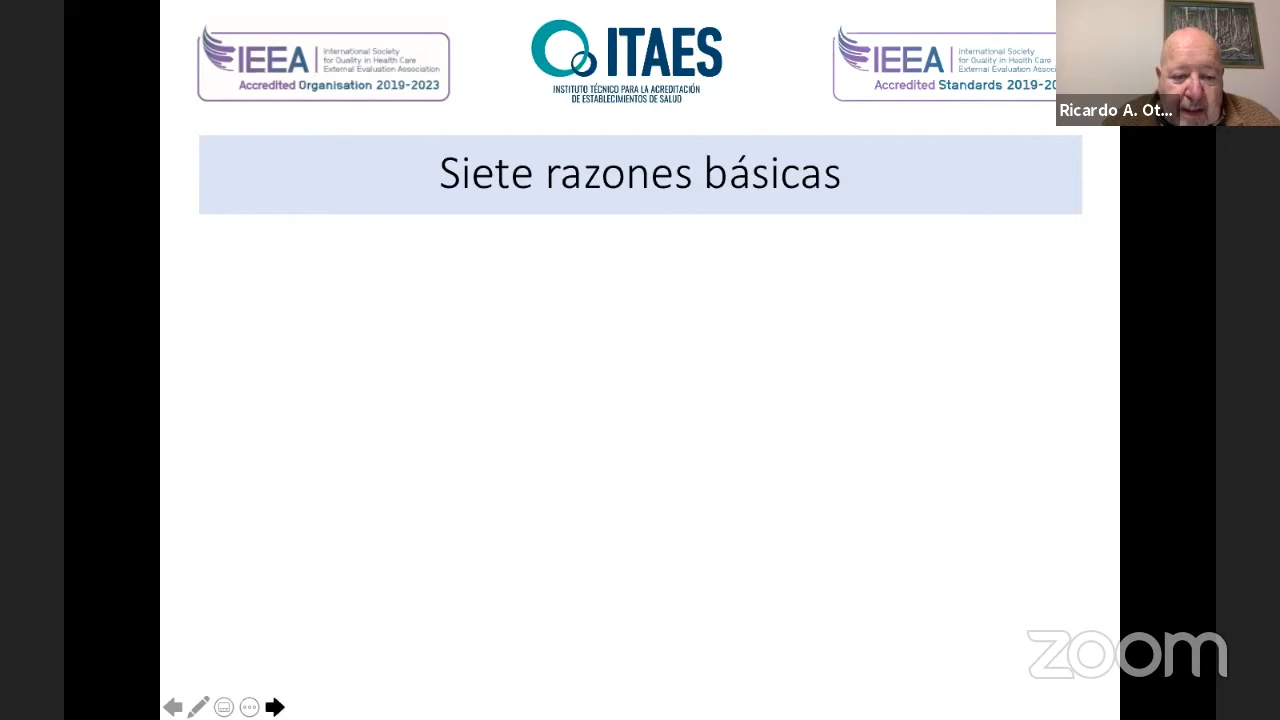 IEEA
International Society
for Quality in Health Care
External Evaluation Association
Accredited Organisation 2019-2023
ITAES
INSTITUTO TÉCNICO PARA LA ACREDITACIÓN
DE ESTABLECIMIENTOS DE SALUD
IEEA
International Society
for Quality in Health Care
External Evaluation Assoc
Accredited Standards 2019-20
Ricardo A. Ot...
Siete razones básicas
zoom